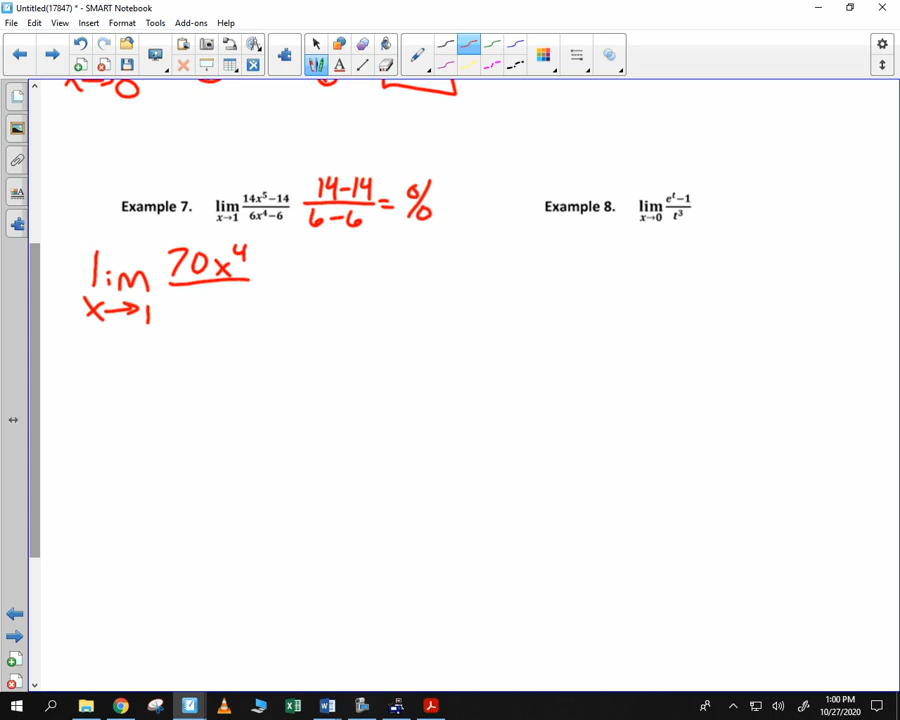 Untitled(17847) * - SMART Notebook
File Edit View Insert Format Tools Add-ons Help
x→0
Example 7. lim x→1 14x⁵−14 / 6x⁴−6 14−14 / 6−6 = 0/0 Example 8. lim x→0 eᵗ−1 / t³
lim x→1 70x⁴
1:00 PM
10/27/2020